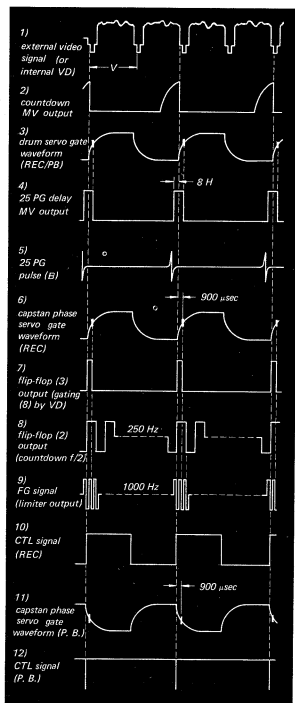 1)
external video
signal (or
internal VD)
V
2)
countdown
MV output
3)
drum servo gate
waveform
(REC/PB)
4)
8 H
25 PG delay
MV output
5)
25 PG
pulse (B)
6)
900 μsec
capstan phase
servo gate
waveform
(REC)
7)
flip-flop (3)
output (gating
(8) by VD)
8)
250 Hz
flip-flop (2)
output
(countdown f/2)
9)
1000 Hz
FG signal
(limiter output)
10)
CTL signal
(REC)
11)
900 μsec
capstan phase
servo gate
waveform (P. B.)
12)
CTL signal
(P. B.)